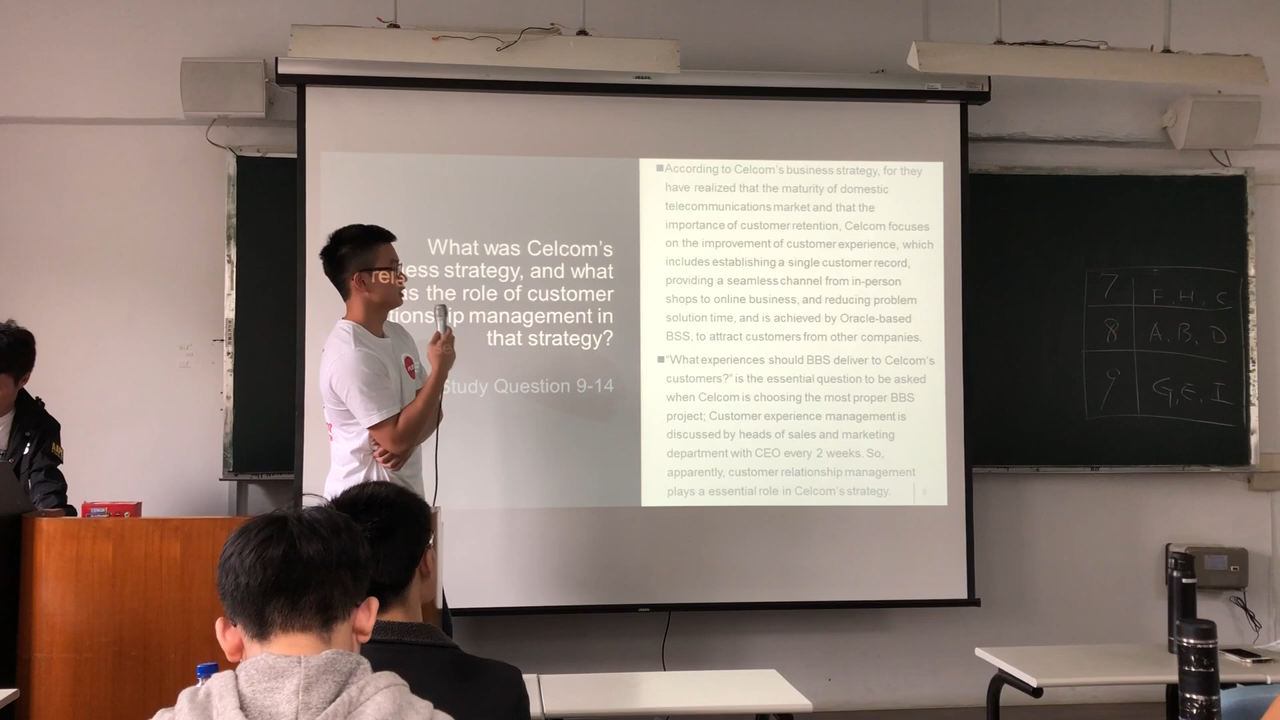 What was Celcom's
ness strategy, and what
as the role of customer
tionship management in
that strategy?
Study Question 9-14
■According to Celcom's business strategy, for they
have realized that the maturity of domestic
telecommunications market and that the
importance of customer retention, Celcom focuses
on the improvement of customer experience, which
includes establishing a single customer record,
providing a seamless channel from in-person
shops to online business, and reducing problem
solution time, and is achieved by Oracle-based
BSS, to attract customers from other companies.
■"What experiences should BBS deliver to Celcom's
customers?" is the essential question to be asked
when Celcom is choosing the most proper BBS
project; Customer experience management is
discussed by heads of sales and marketing
department with CEO every 2 weeks. So,
apparently, customer relationship management
plays a essential role in Celcom's strategy.
7 F, H, C
8 A, B, D
9 G, E, I